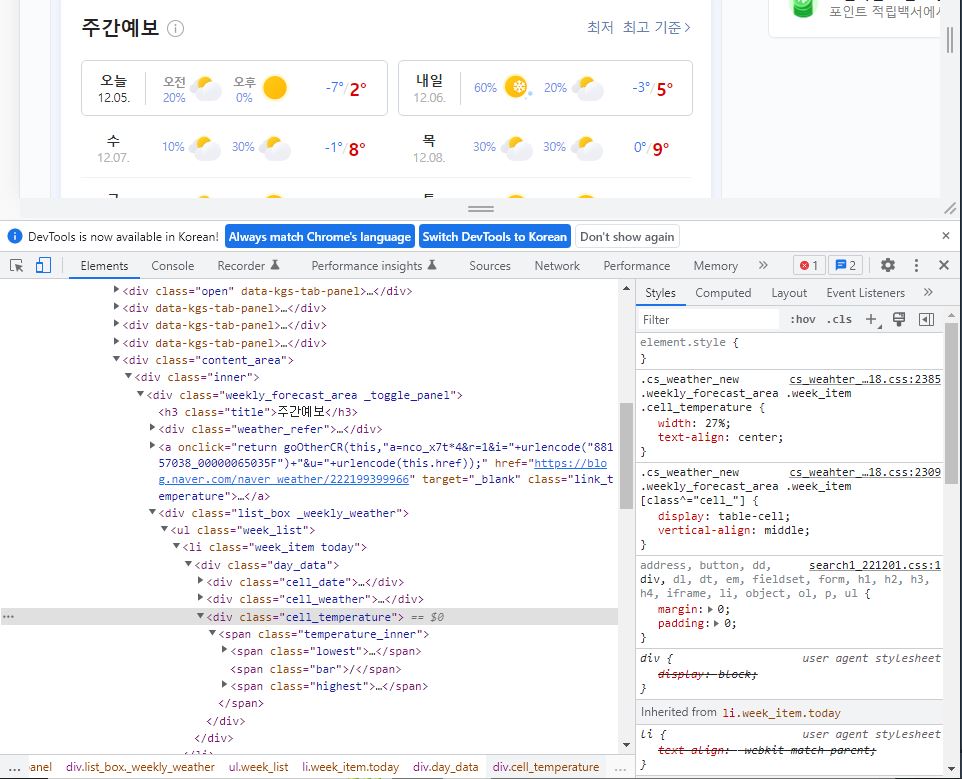 포인트 적립백서에서
주간예보
최저 최고 기준>
오늘 12.05. 오전 20% 오후 0% -7°/2°
내일 12.06. 60% 20% -3°/5°
수 12.07. 10% 30% -1°/8°
목 12.08. 30% 30% 0°/9°
DevTools is now available in Korean! Always match Chrome's language Switch DevTools to Korean Don't show again
Elements Console Recorder Performance insights Sources Network Performance Memory » 1 2
<div class="open" data-kgs-tab-panel>…</div>
<div data-kgs-tab-panel>…</div>
<div data-kgs-tab-panel>…</div>
<div data-kgs-tab-panel>…</div>
<div class="content_area">
<div class="inner">
<div class="weekly_forecast_area _toggle_panel">
<h3 class="title">주간예보</h3>
<div class="weather_refer">…</div>
<a onclick="return goOtherCR(this,"a=nco_x7t*4&r=1&i="+urlencode("881
57038_00000065035F")+"&u="+urlencode(this.href));" href="https://blo
g.naver.com/naver_weather/222199399966" target="_blank" class="link_t
emperature">…</a>
<div class="list_box _weekly_weather">
<ul class="week_list">
<li class="week_item today">
<div class="day_data">
<div class="cell_date">…</div>
<div class="cell_weather">…</div>
<div class="cell_temperature"> == $0
<span class="temperature_inner">
<span class="lowest">…</span>
<span class="bar">/</span>
<span class="highest">…</span>
</span>
</div>
</div>
… anel div.list_box._weekly_weather ul.week_list li.week_item.today div.day_data div.cell_temperature …
Styles Computed Layout Event Listeners »
Filter :hov .cls +
element.style {
}
.cs_weather_new cs_weahter_…18.css:2385
.weekly_forecast_area .week_item
.cell_temperature {
width: 27%;
text-align: center;
}
.cs_weather_new cs_weahter_…18.css:2309
.weekly_forecast_area .week_item
[class^="cell_"] {
display: table-cell;
vertical-align: middle;
}
address, button, dd, search1_221201.css:1
div, dl, dt, em, fieldset, form, h1, h2, h3,
h4, iframe, li, object, ol, p, ul {
margin: 0;
padding: 0;
}
div { user agent stylesheet
display: block;
}
Inherited from li.week_item.today
li { user agent stylesheet
text-align: -webkit-match-parent;
}